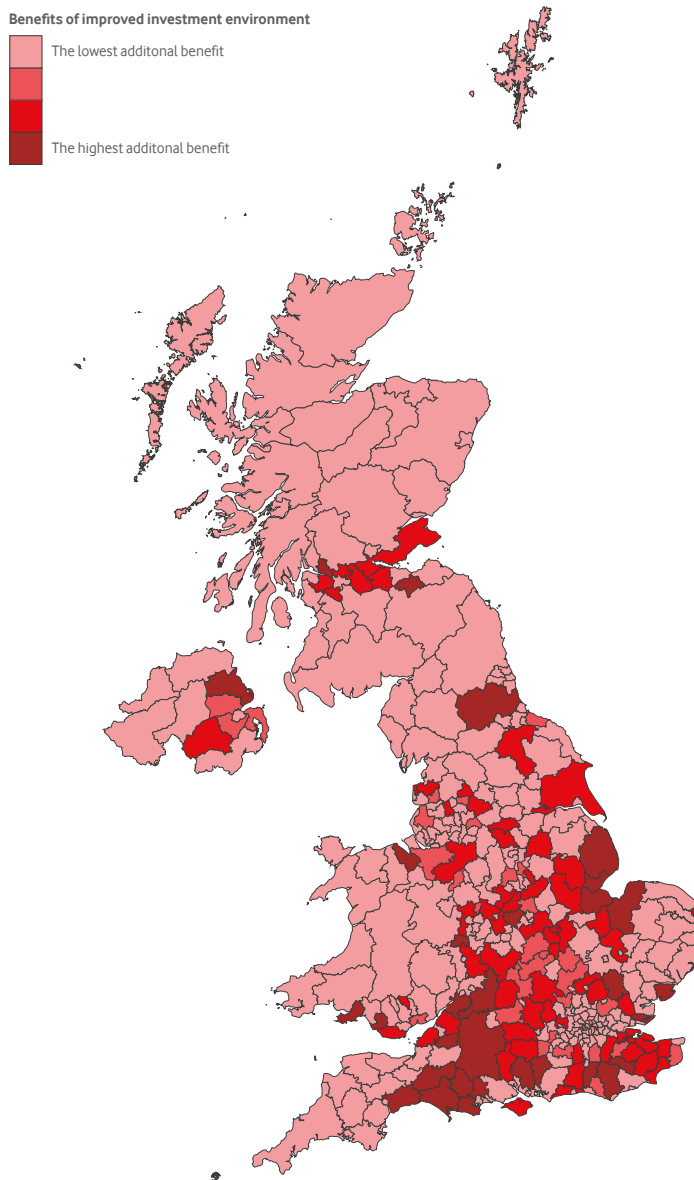 Benefits of improved investment environment
The lowest additonal benefit
The highest additonal benefit